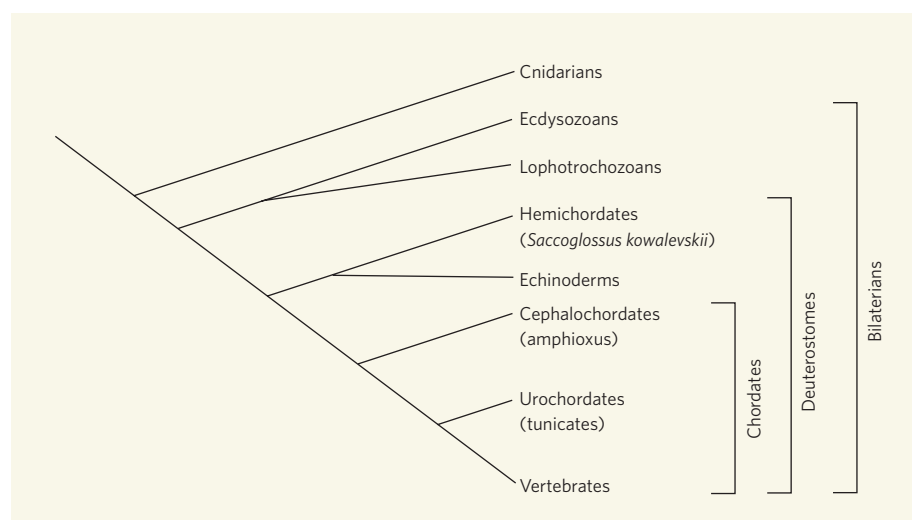 Cnidarians
Ecdysozoans
Lophotrochozoans
Hemichordates
(Saccoglossus kowalevskii)
Echinoderms
Cephalochordates
(amphioxus)
Urochordates
(tunicates)
Vertebrates
Chordates
Deuterostomes
Bilaterians